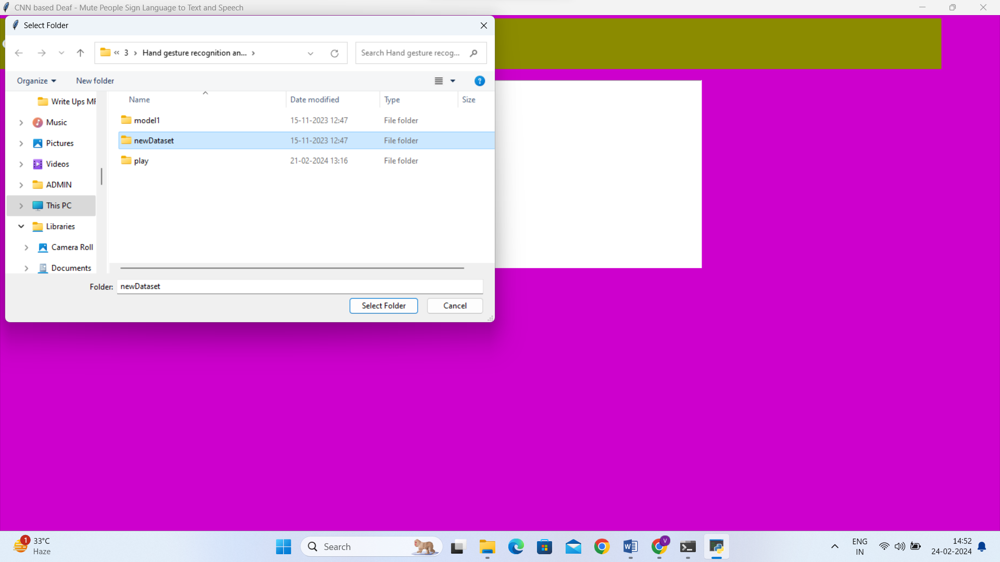 CNN based Deaf - Mute People Sign Language to Text and Speech
Select Folder
« 3 > Hand gesture recognition an... >
Search Hand gesture recog...
Organize
New folder
?
Name
Date modified
Type
Size
model1
15-11-2023 12:47
File folder
newDataset
15-11-2023 12:47
File folder
play
21-02-2024 13:16
File folder
Write Ups
Music
Pictures
Videos
ADMIN
This PC
Libraries
Camera Roll
Documents
Folder:
newDataset
Select Folder
Cancel
1
33°C
Haze
Search
V
ENG
IN
14:52
24-02-2024